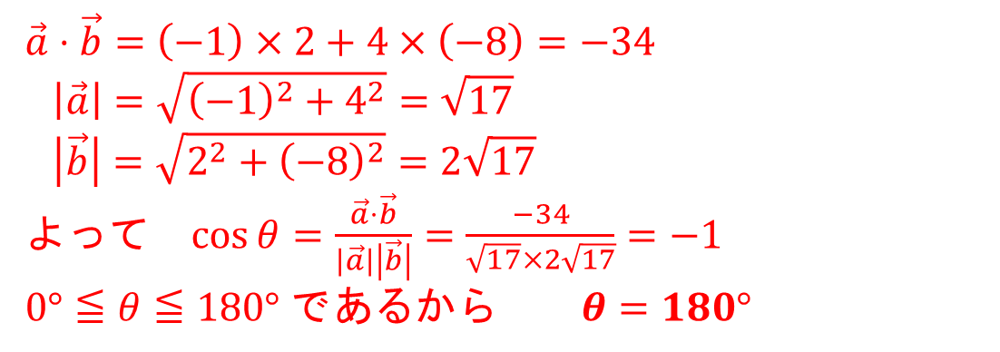 $\vec{a} \cdot \vec{b} = (-1) \times 2 + 4 \times (-8) = -34$
$|\vec{a}| = \sqrt{(-1)^2 + 4^2} = \sqrt{17}$
$|\vec{b}| = \sqrt{2^2 + (-8)^2} = 2\sqrt{17}$
よって $\cos\theta = \frac{\vec{a} \cdot \vec{b}}{|\vec{a}||\vec{b}|} = \frac{-34}{\sqrt{17} \times 2\sqrt{17}} = -1$
$0° ≦ \theta ≦ 180°$ であるから $\boldsymbol{\theta = 180°}$